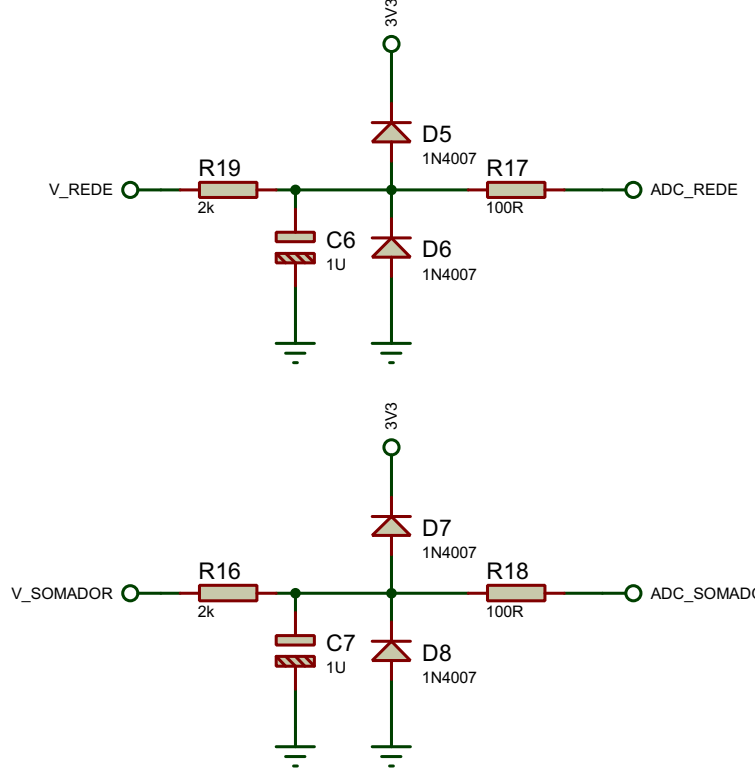 3V3
D5
1N4007
R19
2k
R17
100R
V_REDE
ADC_REDE
C6
1U
D6
1N4007
3V3
D7
1N4007
R16
2k
R18
100R
V_SOMADOR
ADC_SOMADO
C7
1U
D8
1N4007